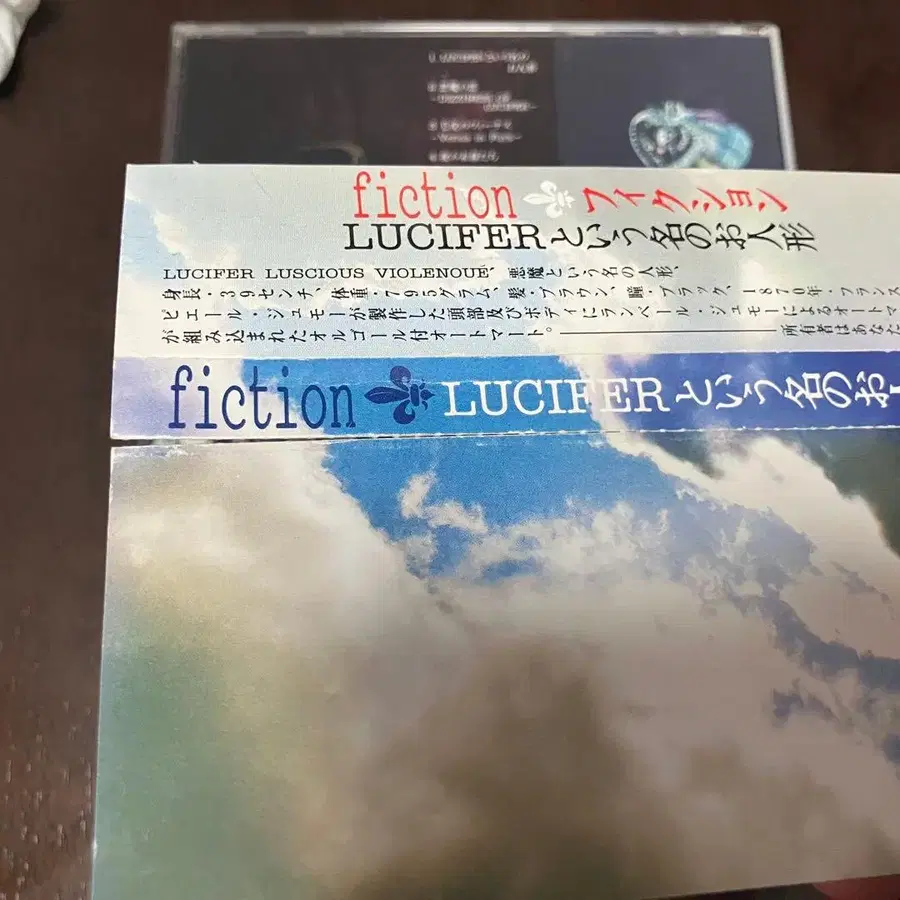 fiction フィクション
LUCIFERという名のお人形
LUCIFER LUSCIOUS VIOLENOUE、悪魔という名の人形、
身長・39センチ、体重・795グラム、髪・ブラウン、瞳・ブラック、1870年・フランス
ピエール・ジュモーが製作した頭部及びボディにランベール・ジュモーによるオートマ
が組み込まれたオルゴール付オートマート。――所有者はあなた
fiction LUCIFERという名のお